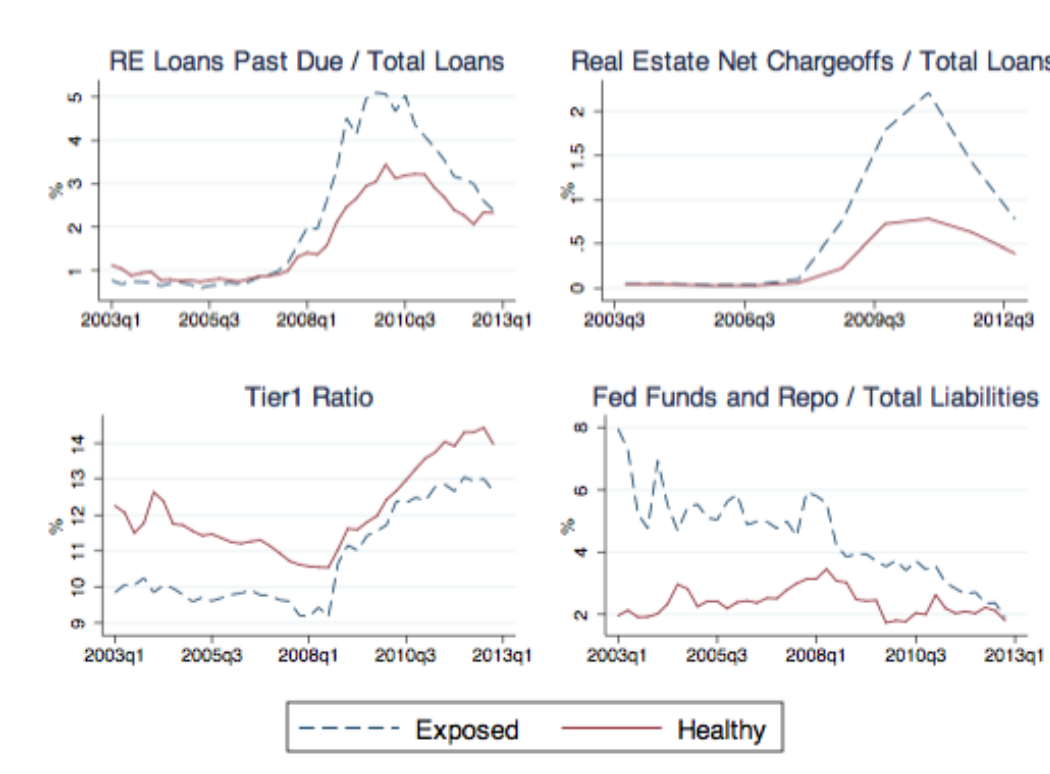 RE Loans Past Due / Total Loans
%
5
4
3
2
1
2003q1 2005q3 2008q1 2010q3 2013q1
Real Estate Net Chargeoffs / Total Loans
%
2
1.5
1
.5
0
2003q3 2006q3 2009q3 2012q3
Tier1 Ratio
%
14
13
12
11
10
9
2003q1 2005q3 2008q1 2010q3 2013q1
Fed Funds and Repo / Total Liabilities
%
8
6
4
2
2003q1 2005q3 2008q1 2010q3 2013q1
Exposed Healthy